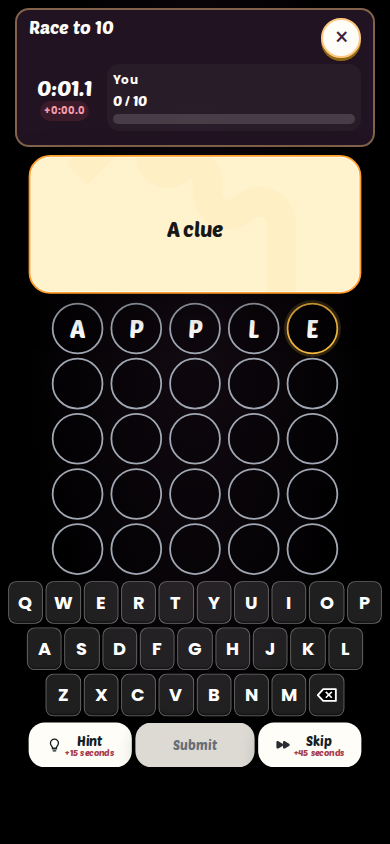 Race to 10
×
0:01.1
+0:00.0
You
0 / 10
A clue
A P P L E
Q W E R T Y U I O P
A S D F G H J K L
Z X C V B N M
Hint
+15 seconds
Submit
Skip
+45 seconds